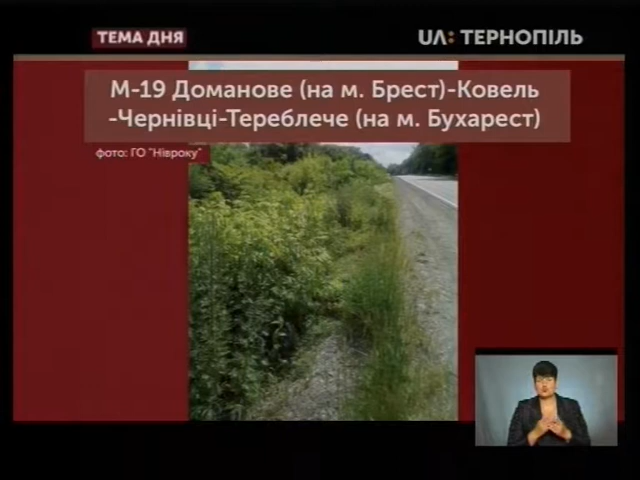 ТЕМА ДНЯ
UA: ТЕРНОПІЛЬ
М-19 Доманове (на м. Брест)-Ковель
-Чернівці-Тереблече (на м. Бухарест)
фото: ГО "Нівроку"